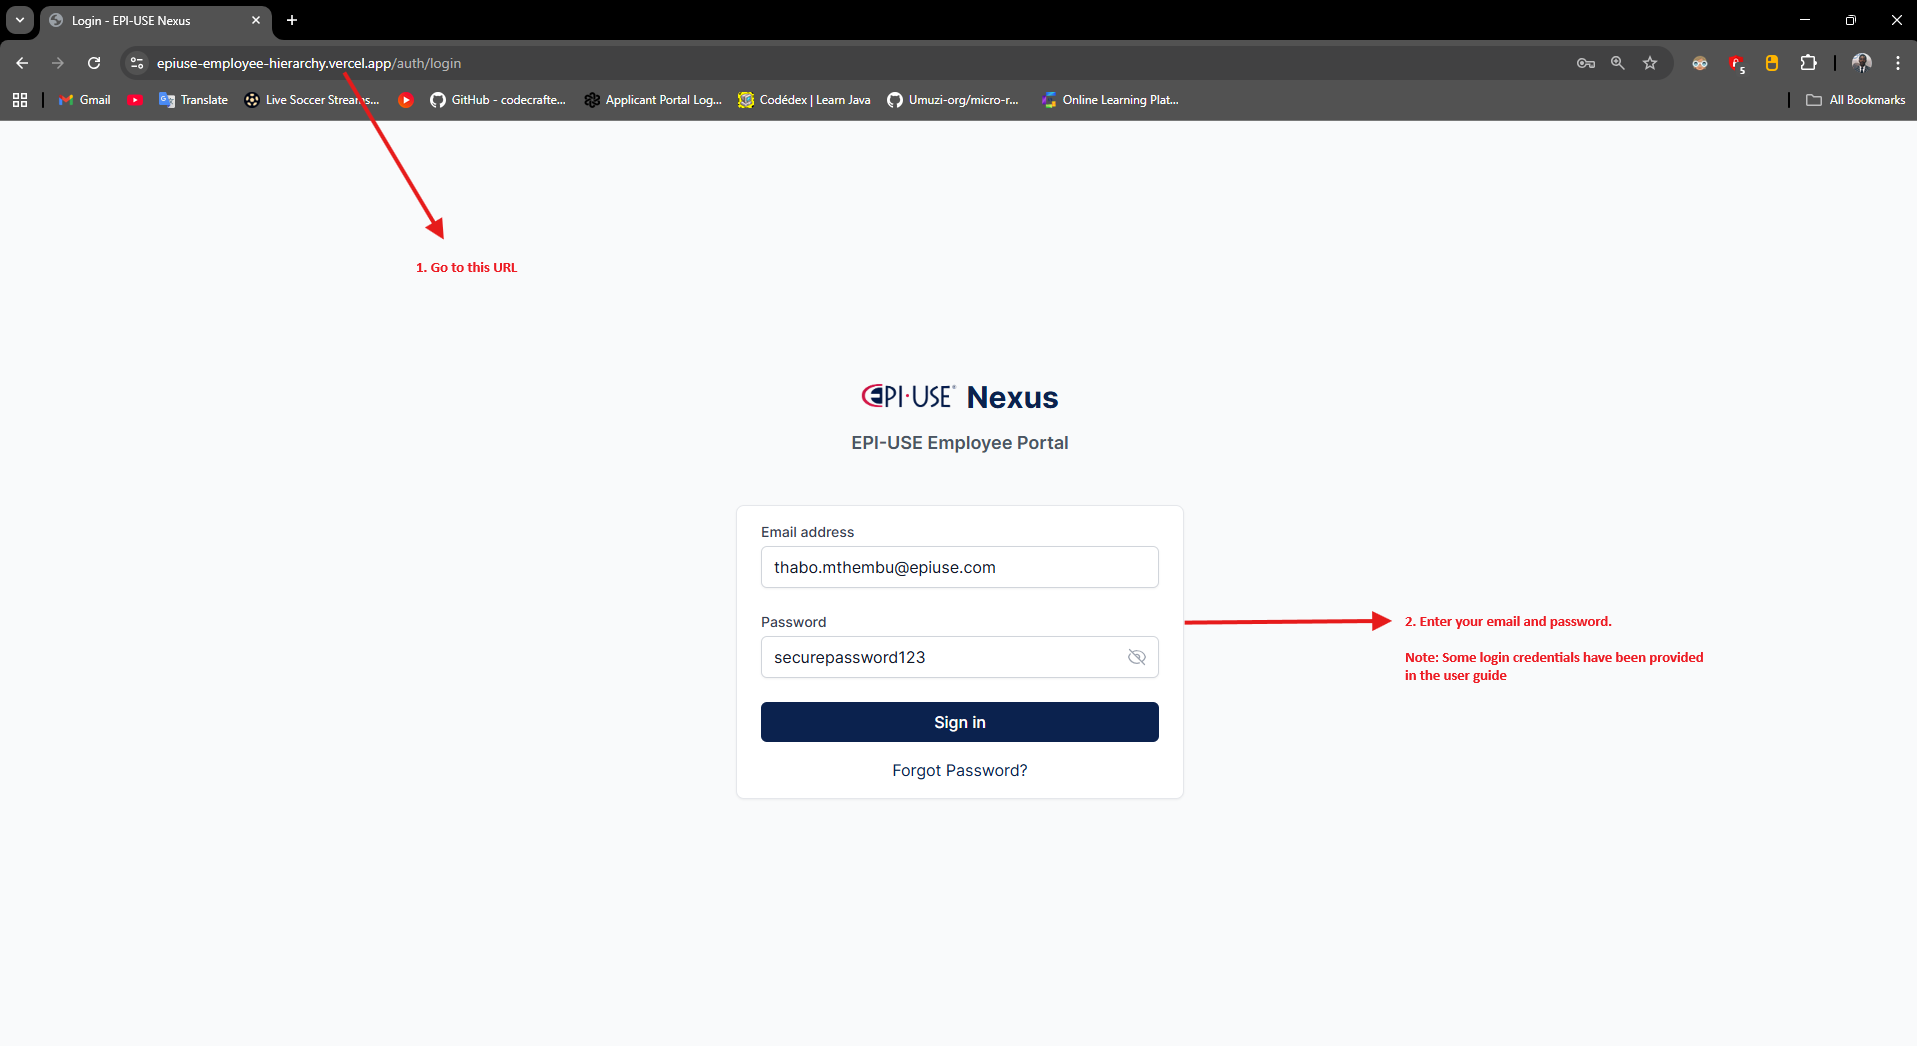 Login - EPI-USE Nexus
epiuse-employee-hierarchy.vercel.app/auth/login
5
Gmail
Translate
Live Soccer Streams...
GitHub - codecrafte...
Applicant Portal Log...
Codédex | Learn Java
Umuzi-org/micro-r...
Online Learning Plat...
All Bookmarks
1. Go to this URL
EPI·USE® Nexus
EPI-USE Employee Portal
Email address
thabo.mthembu@epiuse.com
Password
securepassword123
Sign in
Forgot Password?
2. Enter your email and password.
Note: Some login credentials have been provided
in the user guide